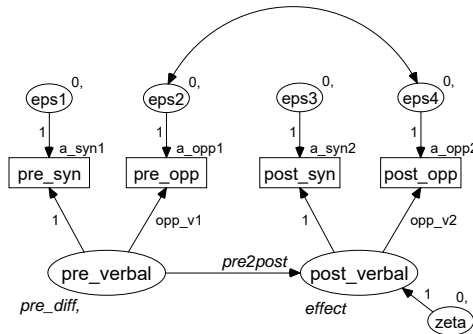 0, 0, 0, 0,
eps1 eps2 eps3 eps4
1 1 1 1
a_syn1 a_opp1 a_syn2 a_opp2
pre_syn pre_opp post_syn post_opp
1 opp_v1 1 opp_v2
pre2post
pre_verbal post_verbal
pre_diff, effect 1 0,
zeta